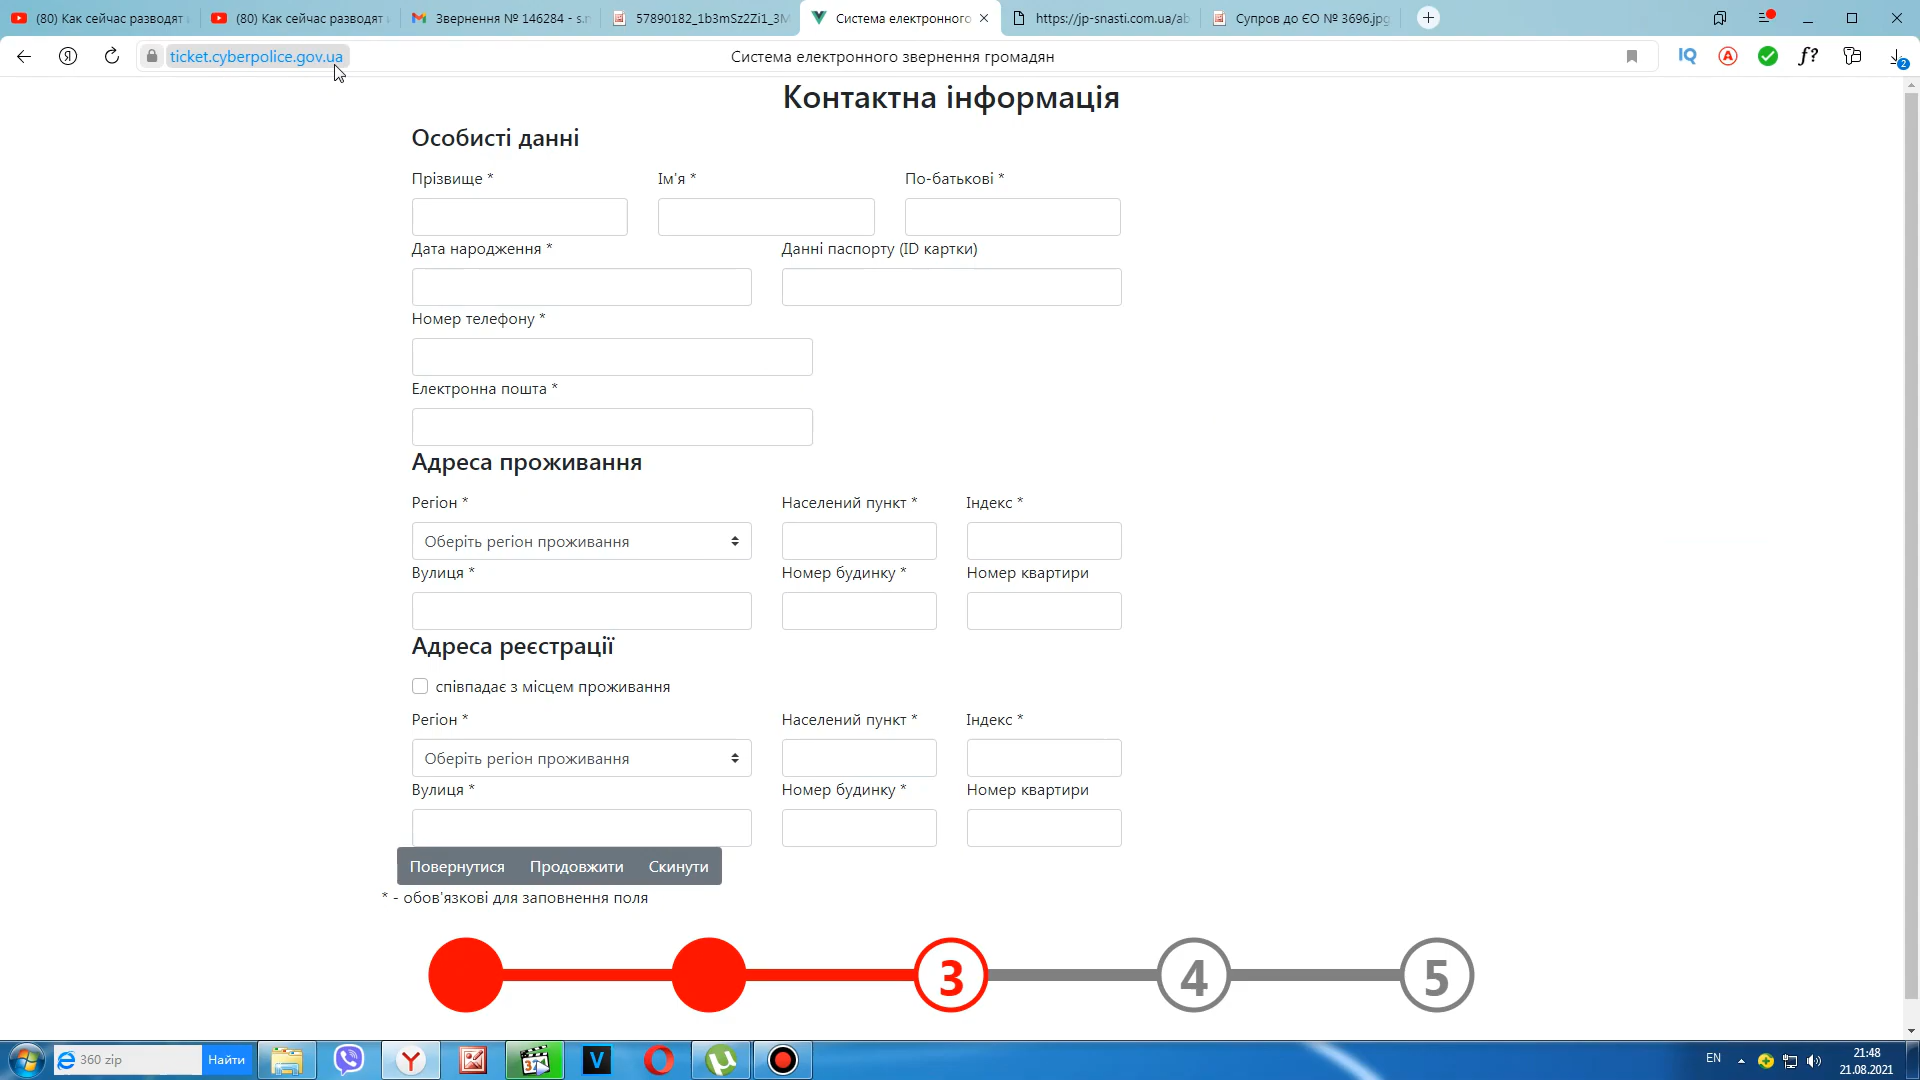 (80) Как сейчас разводят
(80) Как сейчас разводят
Звернення № 146284 - s.
57890182_1b3mSz2Zi1_3M
Система електронного
https://jp-snasti.com.ua/ab
Супров до ЄО № 3696.jpg
ticket.cyberpolice.gov.ua
Система електронного звернення громадян
IQ
A
f?
2
Контактна інформація
Особисті данні
Прізвище *
Ім'я *
По-батькові *
Дата народження *
Данні паспорту (ID картки)
Номер телефону *
Електронна пошта *
Адреса проживання
Регіон *
Населений пункт *
Індекс *
Оберіть регіон проживання
Вулиця *
Номер будинку *
Номер квартири
Адреса реєстрації
співпадає з місцем проживання
Регіон *
Населений пункт *
Індекс *
Оберіть регіон проживання
Вулиця *
Номер будинку *
Номер квартири
Повернутися
Продовжити
Скинути
* - обов'язкові для заповнення поля
3
4
5
360 zip
Найти
EN
21:48
21.08.2021